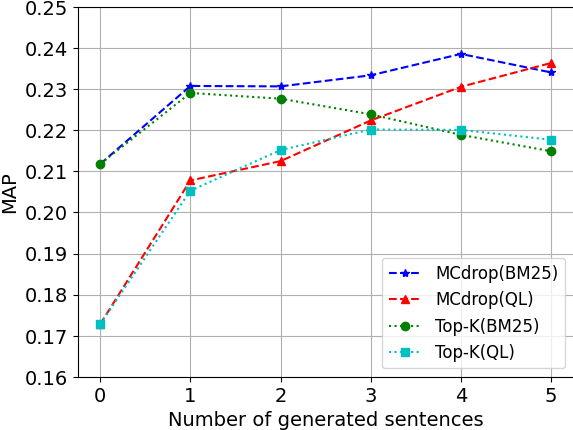 0.25
0.24
0.23
0.22
0.21
0.20
0.19
0.18
0.17
0.16
MAP
0 1 2 3 4 5
Number of generated sentences
MCdrop(BM25)
MCdrop(QL)
Top-K(BM25)
Top-K(QL)